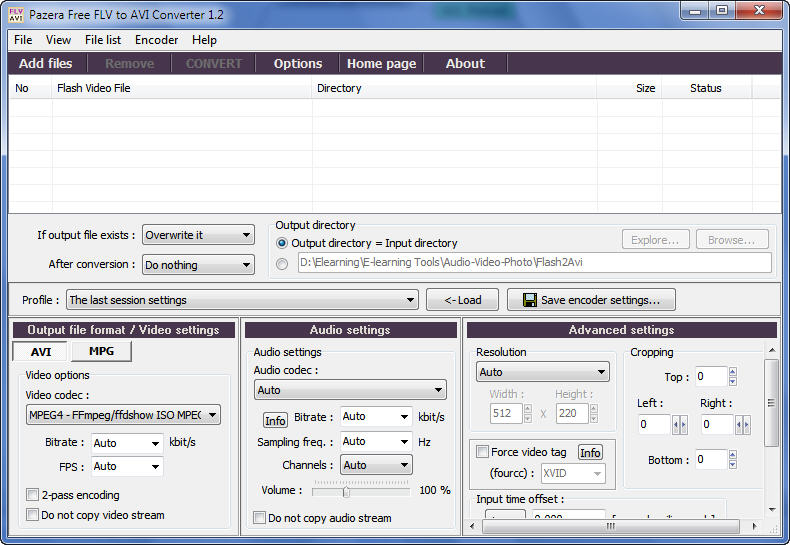 FLV AVI Pazera Free FLV to AVI Converter 1.2
File View File list Encoder Help
Add files Remove CONVERT Options Home page About
No Flash Video File Directory Size Status
If output file exists : Overwrite it
After conversion : Do nothing
Output directory
Output directory = Input directory Explore... Browse...
D:\Elearning\E-learning Tools\Audio-Video-Photo\Flash2Avi
Profile : The last session settings <- Load Save encoder settings...
Output file format / Video settings
AVI MPG
Video options
Video codec:
MPEG4 - FFmpeg/ffdshow ISO MPEG
Bitrate : Auto kbit/s
FPS : Auto
2-pass encoding
Do not copy video stream
Audio settings
Audio settings
Audio codec :
Auto
Info Bitrate : Auto kbit/s
Sampling freq. : Auto Hz
Channels : Auto
Volume : 100 %
Do not copy audio stream
Advanced settings
Resolution
Auto
Width : Height :
512 X 220
Force video tag Info
(fourcc) : XVID
Input time offset :
Cropping
Top : 0
Left : Right :
0 0
Bottom : 0